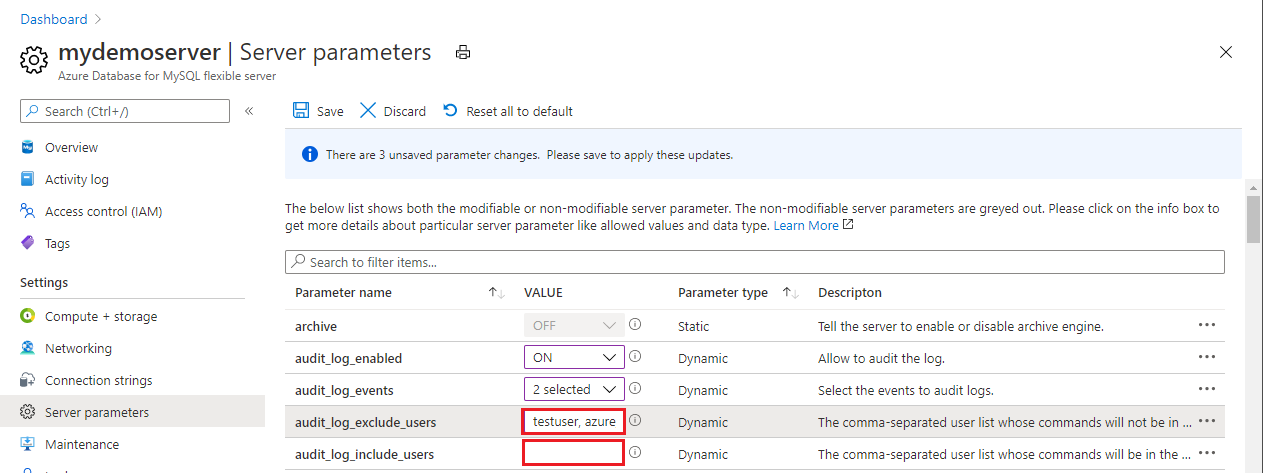 Dashboard
mydemoserver | Server parameters
Azure Database for MySQL flexible server
Search (Ctrl+/)
«
Save
Discard
Reset all to default
Overview
Activity log
Access control (IAM)
Tags
Settings
Compute + storage
Networking
Connection strings
Server parameters
Maintenance
There are 3 unsaved parameter changes. Please save to apply these updates.
The below list shows both the modifiable or non-modifiable server parameter. The non-modifiable server parameters are greyed out. Please click on the info box to
get more details about particular server parameter like allowed values and data type. Learn More
Search to filter items...
Parameter name VALUE Parameter type Descripton
archive OFF Static Tell the server to enable or disable archive engine. ...
audit_log_enabled ON Dynamic Allow to audit the log. ...
audit_log_events 2 selected Dynamic Select the events to audit logs. ...
audit_log_exclude_users testuser, azure Dynamic The comma-separated user list whose commands will not be in ... ...
audit_log_include_users Dynamic The comma-separated user list whose commands will be in the ... ...